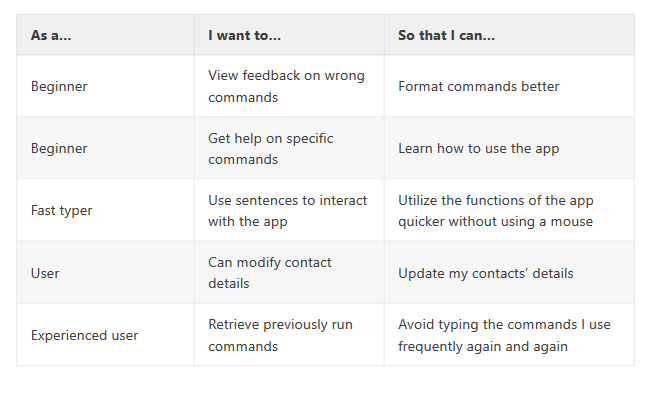 As a… I want to… So that I can…
Beginner
View feedback on wrong
commands
Format commands better
Beginner
Get help on specific
commands
Learn how to use the app
Fast typer
Use sentences to interact
with the app
Utilize the functions of the app
quicker without using a mouse
User
Can modify contact
details
Update my contacts’ details
Experienced user
Retrieve previously run
commands
Avoid typing the commands I use
frequently again and again